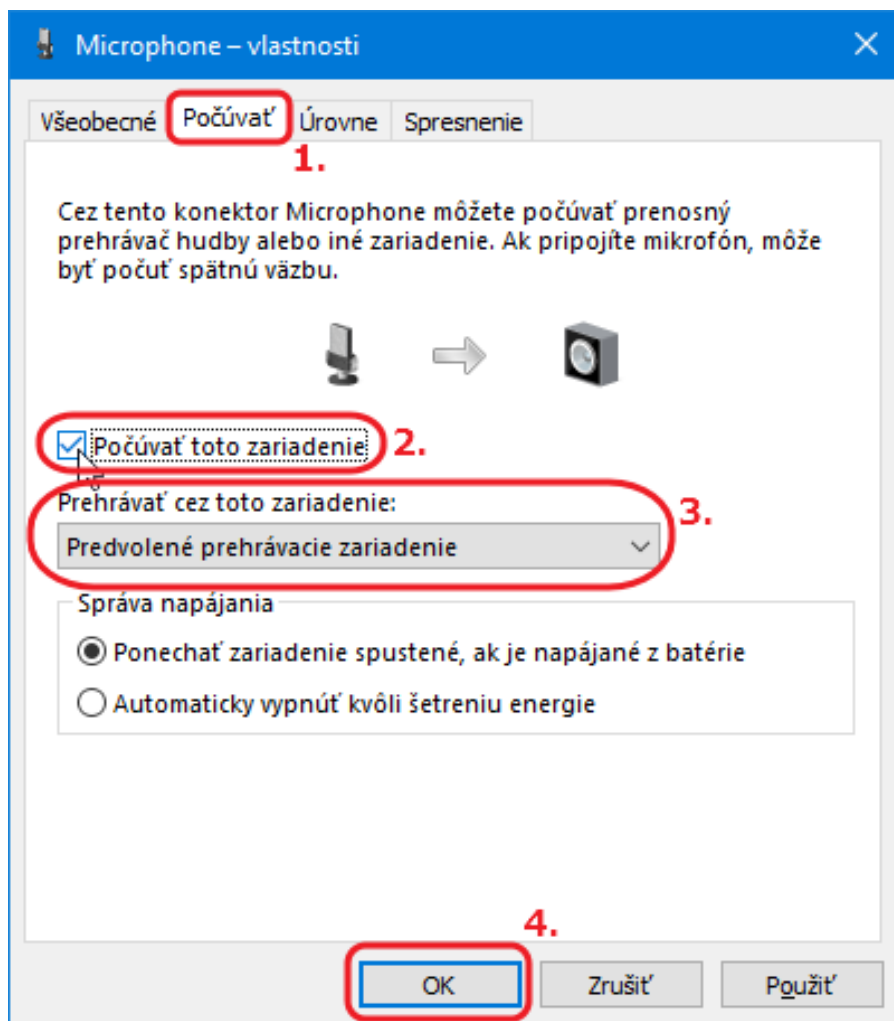 Microphone – vlastnosti
Všeobecné Počúvať Úrovne Spresnenie
1.
Cez tento konektor Microphone môžete počúvať prenosný
prehrávač hudby alebo iné zariadenie. Ak pripojíte mikrofón, môže
byť počuť spätnú väzbu.
Počúvať toto zariadenie 2.
Prehrávať cez toto zariadenie:
3.
Predvolené prehrávacie zariadenie
Správa napájania
Ponechať zariadenie spustené, ak je napájané z batérie
Automaticky vypnúť kvôli šetreniu energie
4.
OK Zrušiť Použiť